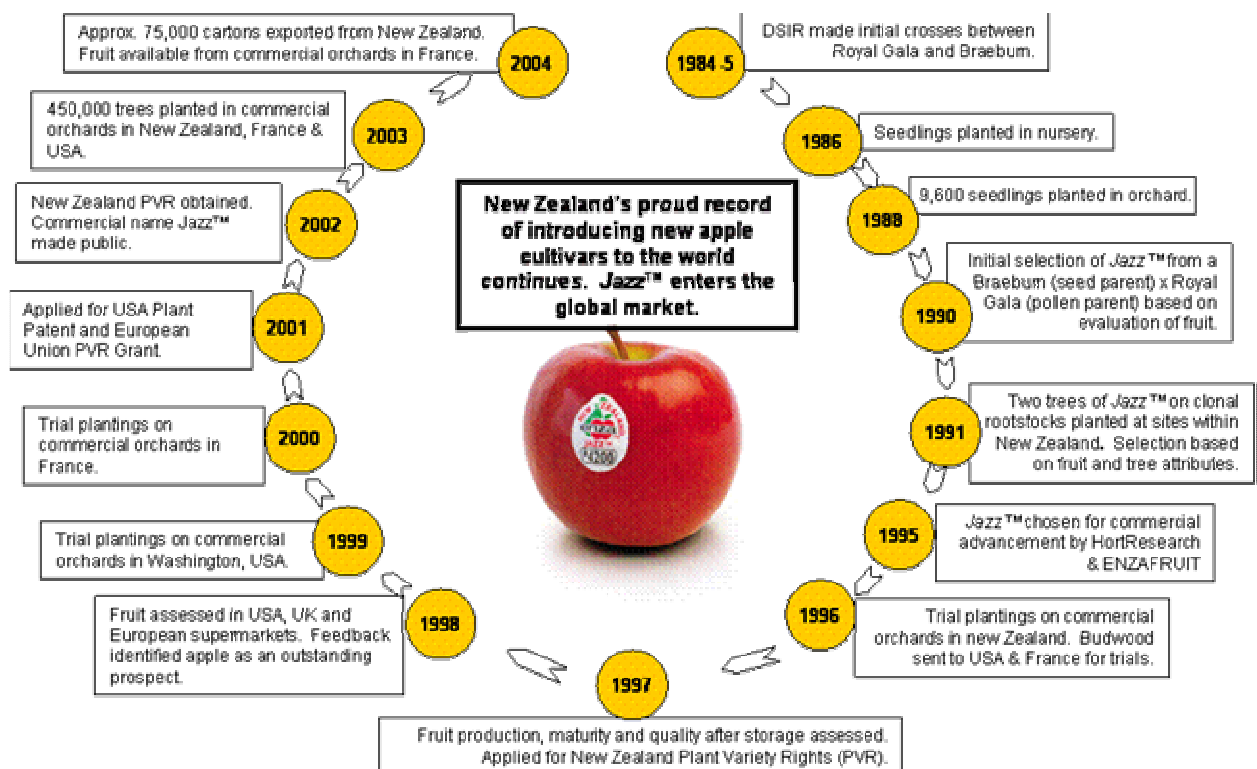 DSIR made initial crosses between
Royal Gala and Braeburn.
1984-5
Seedlings planted in nursery.
1986
9,600 seedlings planted in orchard.
1988
Initial selection of Jazz™ from a
Braeburn (seed parent) x Royal
Gala (pollen parent) based on
evaluation of fruit.
1990
Two trees of Jazz™ on clonal
rootstocks planted at sites within
New Zealand. Selection based
on fruit and tree attributes.
1991
Jazz™ chosen for commercial
advancement by HortResearch
& ENZAFRUIT
1995
Trial plantings on commercial
orchards in new Zealand. Budwood
sent to USA & France for trials.
1996
1997
Fruit production, maturity and quality after storage assessed.
Applied for New Zealand Plant Variety Rights (PVR).
Fruit assessed in USA, UK and
European supermarkets. Feedback
identified apple as an outstanding
prospect.
1998
Trial plantings on commercial
orchards in Washington, USA.
1999
Trial plantings on
commercial orchards in
France.
2000
Applied for USA Plant
Patent and European
Union PVR Grant.
2001
New Zealand PVR obtained.
Commercial name Jazz™
made public.
2002
450,000 trees planted in commercial
orchards in New Zealand, France &
USA.
2003
Approx. 75,000 cartons exported from New Zealand.
Fruit available from commercial orchards in France.
2004
New Zealand's proud record
of introducing new apple
cultivars to the world
continues. Jazz™ enters the
global market.
NEW ZEALAND
JAZZ™
4200